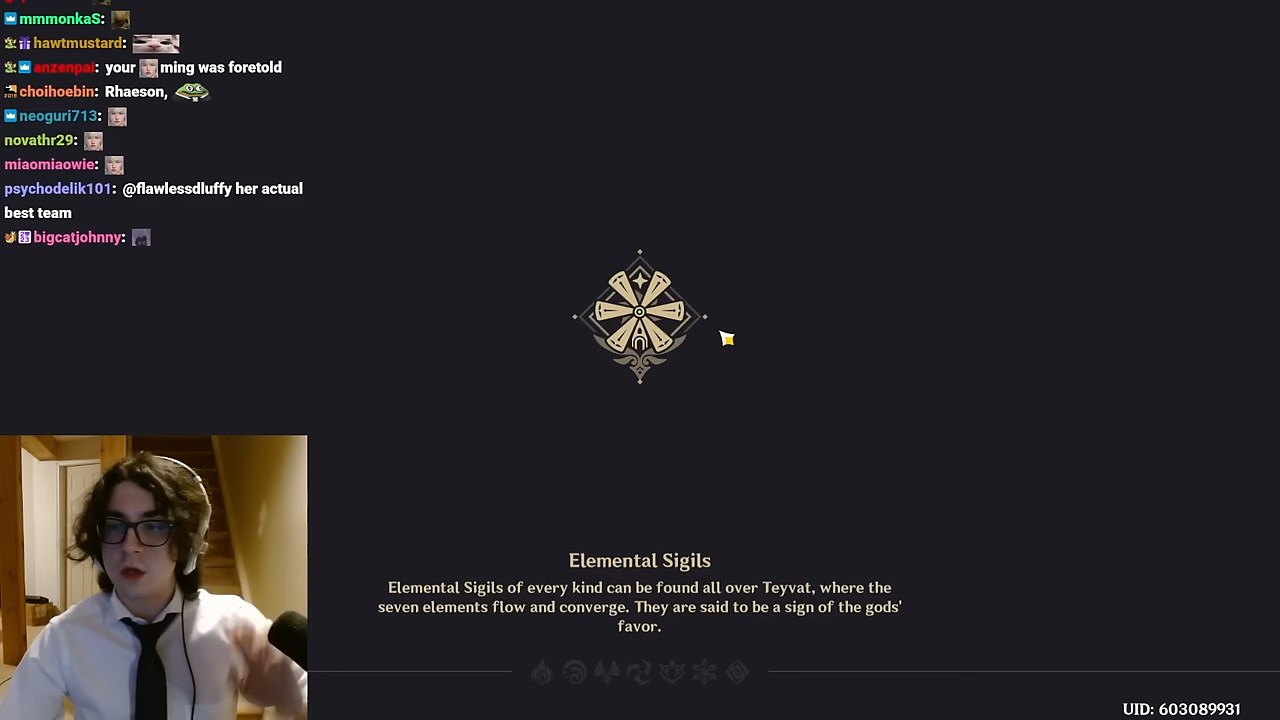 mmmonkaS:
hawtmustard:
anzenpai: your ming was foretold
choihoebin: Rhaeson,
neoguri713:
novathr29:
miaomiaowie:
psychodelik101: @flawessdluffy her actual
best team
bigcatjohnny:
Elemental Sigils
Elemental Sigils of every kind can be found all over Teyvat, where the
seven elements flow and converge. They are said to be a sign of the gods'
favor.
UID: 603089931